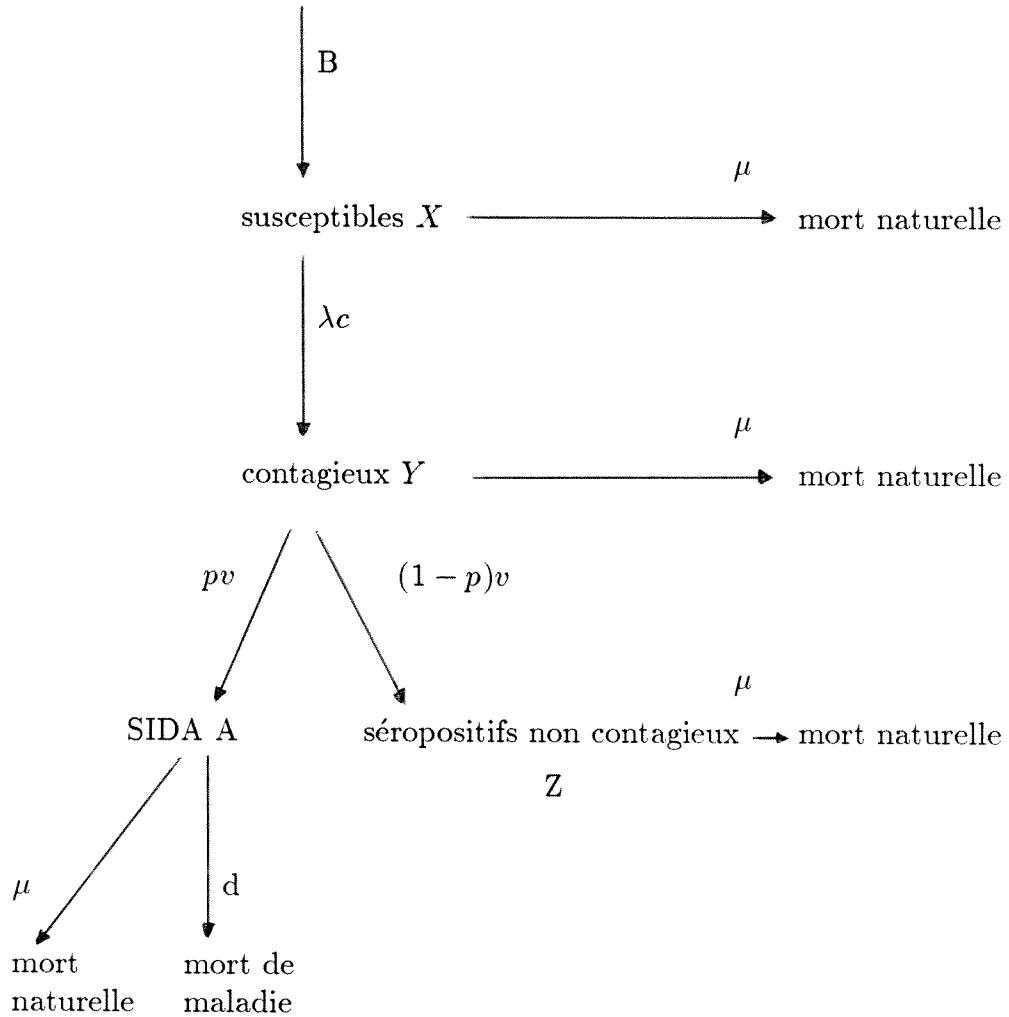 B
μ
susceptibles X
mort naturelle
λc
μ
contagieux Y
mort naturelle
pv
(1 − p)v
μ
SIDA A
séropositifs non contagieux
mort naturelle
Z
μ
d
mort
naturelle
mort de
maladie